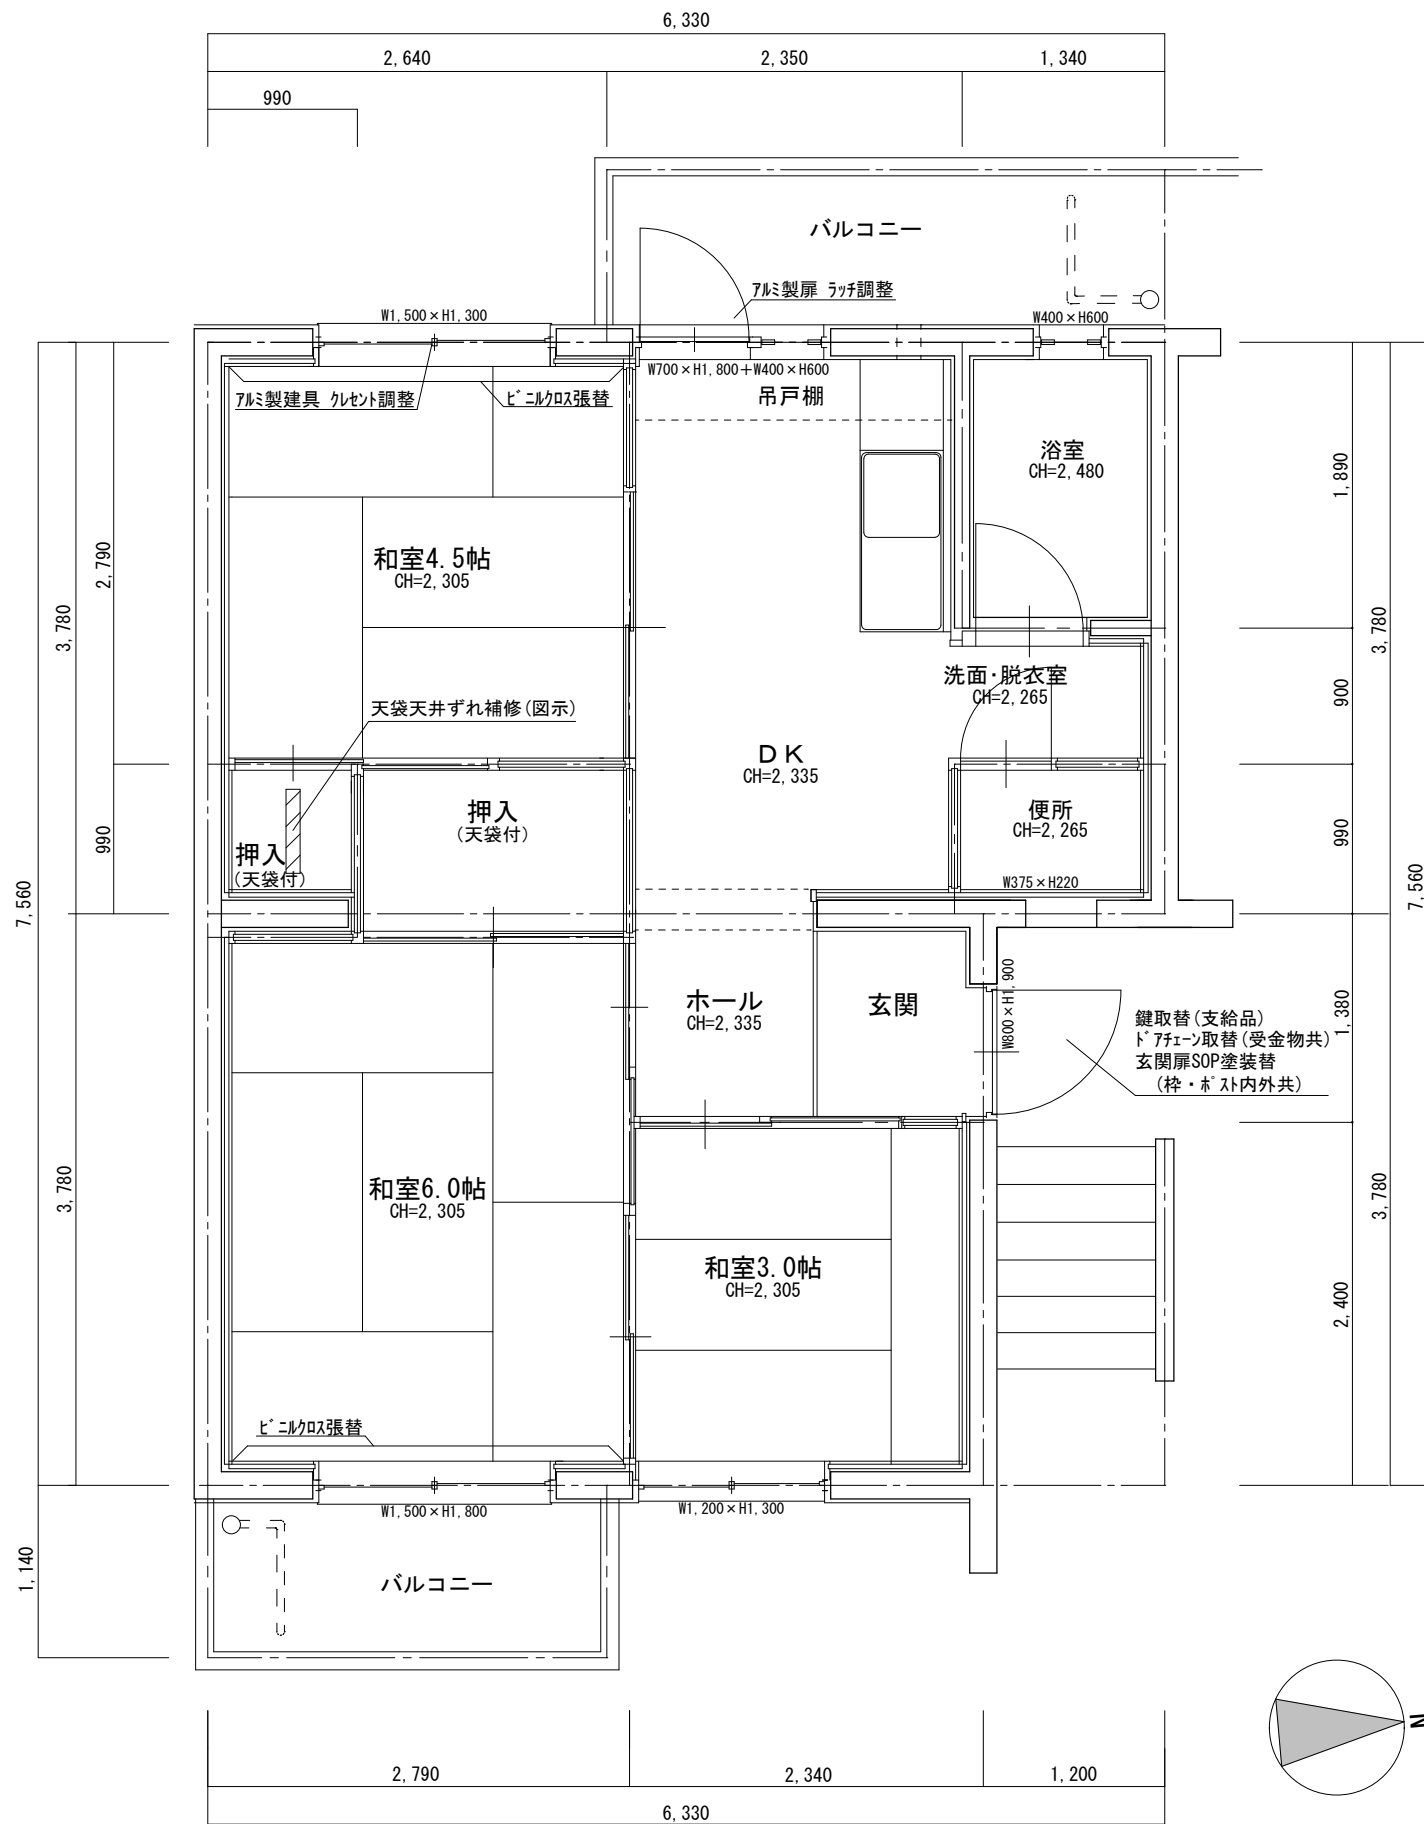 6,330
2,640
2,350
1,340
990
バルコニー
アルミ製扉 ラッチ調整
W1,500×H1,300
W400×H600
W700×H1,800+W400×H600
アルミ製建具 クレセント調整
ビニルクロス張替
吊戸棚
浴室
CH=2,480
1,890
和室4.5帖
CH=2,305
2,790
3,780
3,780
洗面・脱衣室
CH=2,265
900
天袋天井ずれ補修(図示)
DK
CH=2,335
押入
(天袋付)
便所
CH=2,265
990
990
押入
(天袋付)
W375×H220
7,560
7,560
ホール
CH=2,335
玄関
W800×H1,900
1,380
鍵取替(支給品)
ドアチェーン取替(受金物共)
玄関扉SOP塗装替
(枠・ポスト内外共)
和室6.0帖
CH=2,305
3,780
3,780
和室3.0帖
CH=2,305
2,400
ビニルクロス張替
W1,500×H1,800
W1,200×H1,300
バルコニー
1,140
N
2,790
2,340
1,200
6,330